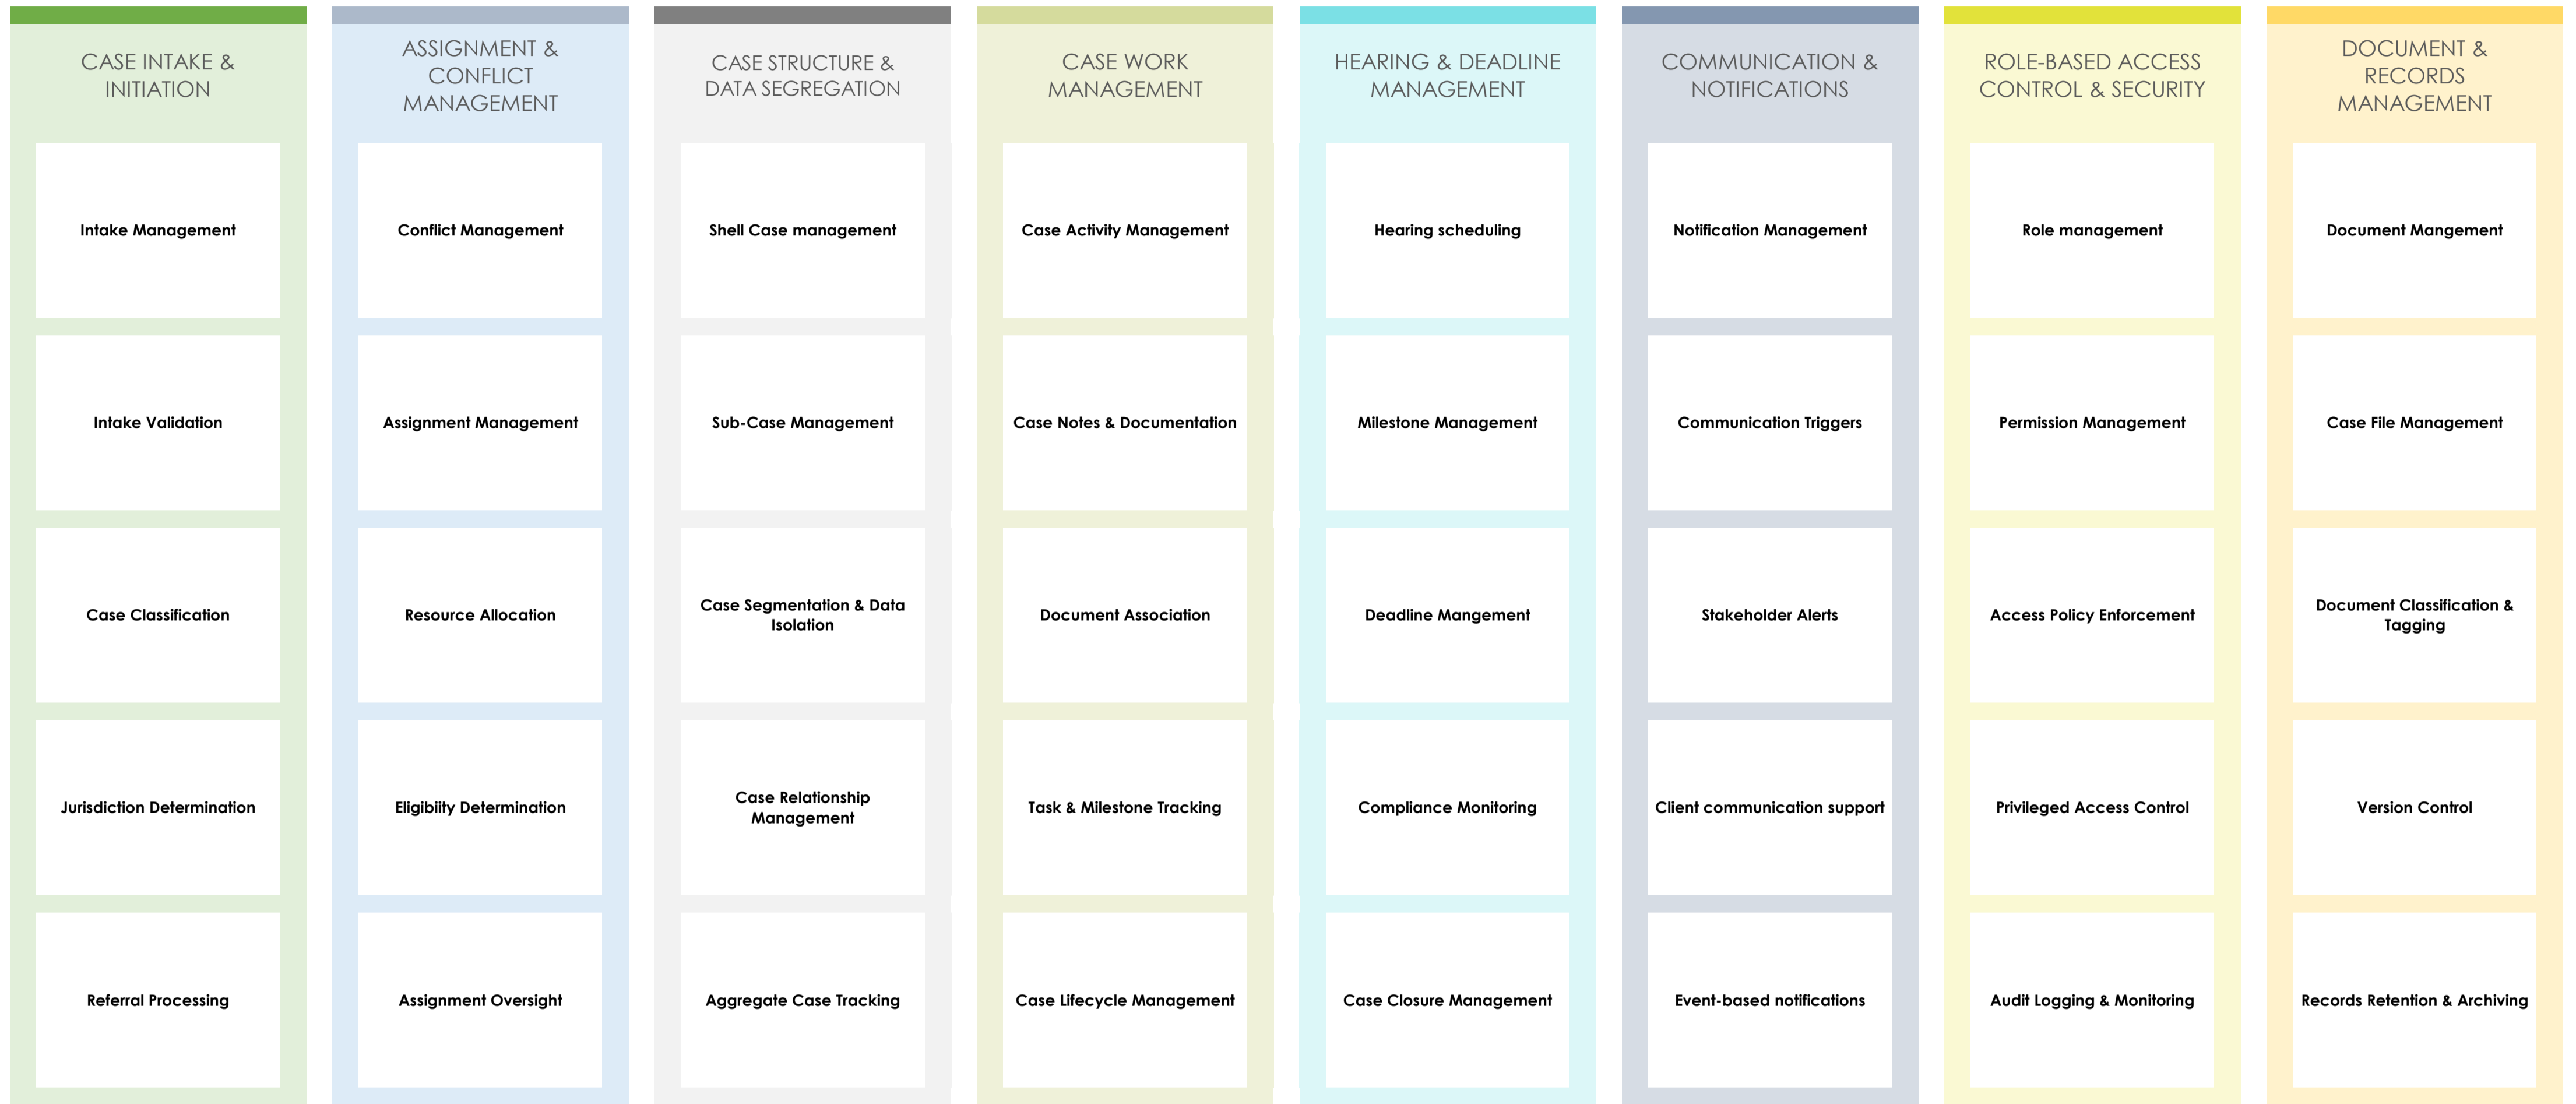 CASE INTAKE &
INITIATION
Intake Management
Intake Validation
Case Classification
Jurisdiction Determination
Referral Processing
ASSIGNMENT &
CONFLICT
MANAGEMENT
Conflict Management
Assignment Management
Resource Allocation
Eligibiity Determination
Assignment Oversight
CASE STRUCTURE &
DATA SEGREGATION
Shell Case management
Sub-Case Management
Case Segmentation & Data
Isolation
Case Relationship
Management
Aggregate Case Tracking
CASE WORK
MANAGEMENT
Case Activity Management
Case Notes & Documentation
Document Association
Task & Milestone Tracking
Case Lifecycle Management
HEARING & DEADLINE
MANAGEMENT
Hearing scheduling
Milestone Management
Deadline Mangement
Compliance Monitoring
Case Closure Management
COMMUNICATION &
NOTIFICATIONS
Notification Management
Communication Triggers
Stakeholder Alerts
Client communication support
Event-based notifications
ROLE-BASED ACCESS
CONTROL & SECURITY
Role management
Permission Management
Access Policy Enforcement
Privileged Access Control
Audit Logging & Monitoring
DOCUMENT &
RECORDS
MANAGEMENT
Document Mangement
Case File Management
Document Classification &
Tagging
Version Control
Records Retention & Archiving